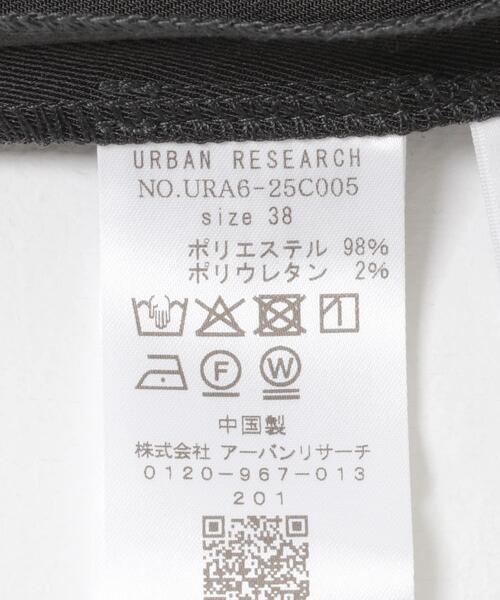 URBAN RESEARCH
NO.URA6-25C005
size 38
ポリエステル 98%
ポリウレタン 2%
F W
中国製
株式会社 アーバンリサーチ
0120-967-013
201